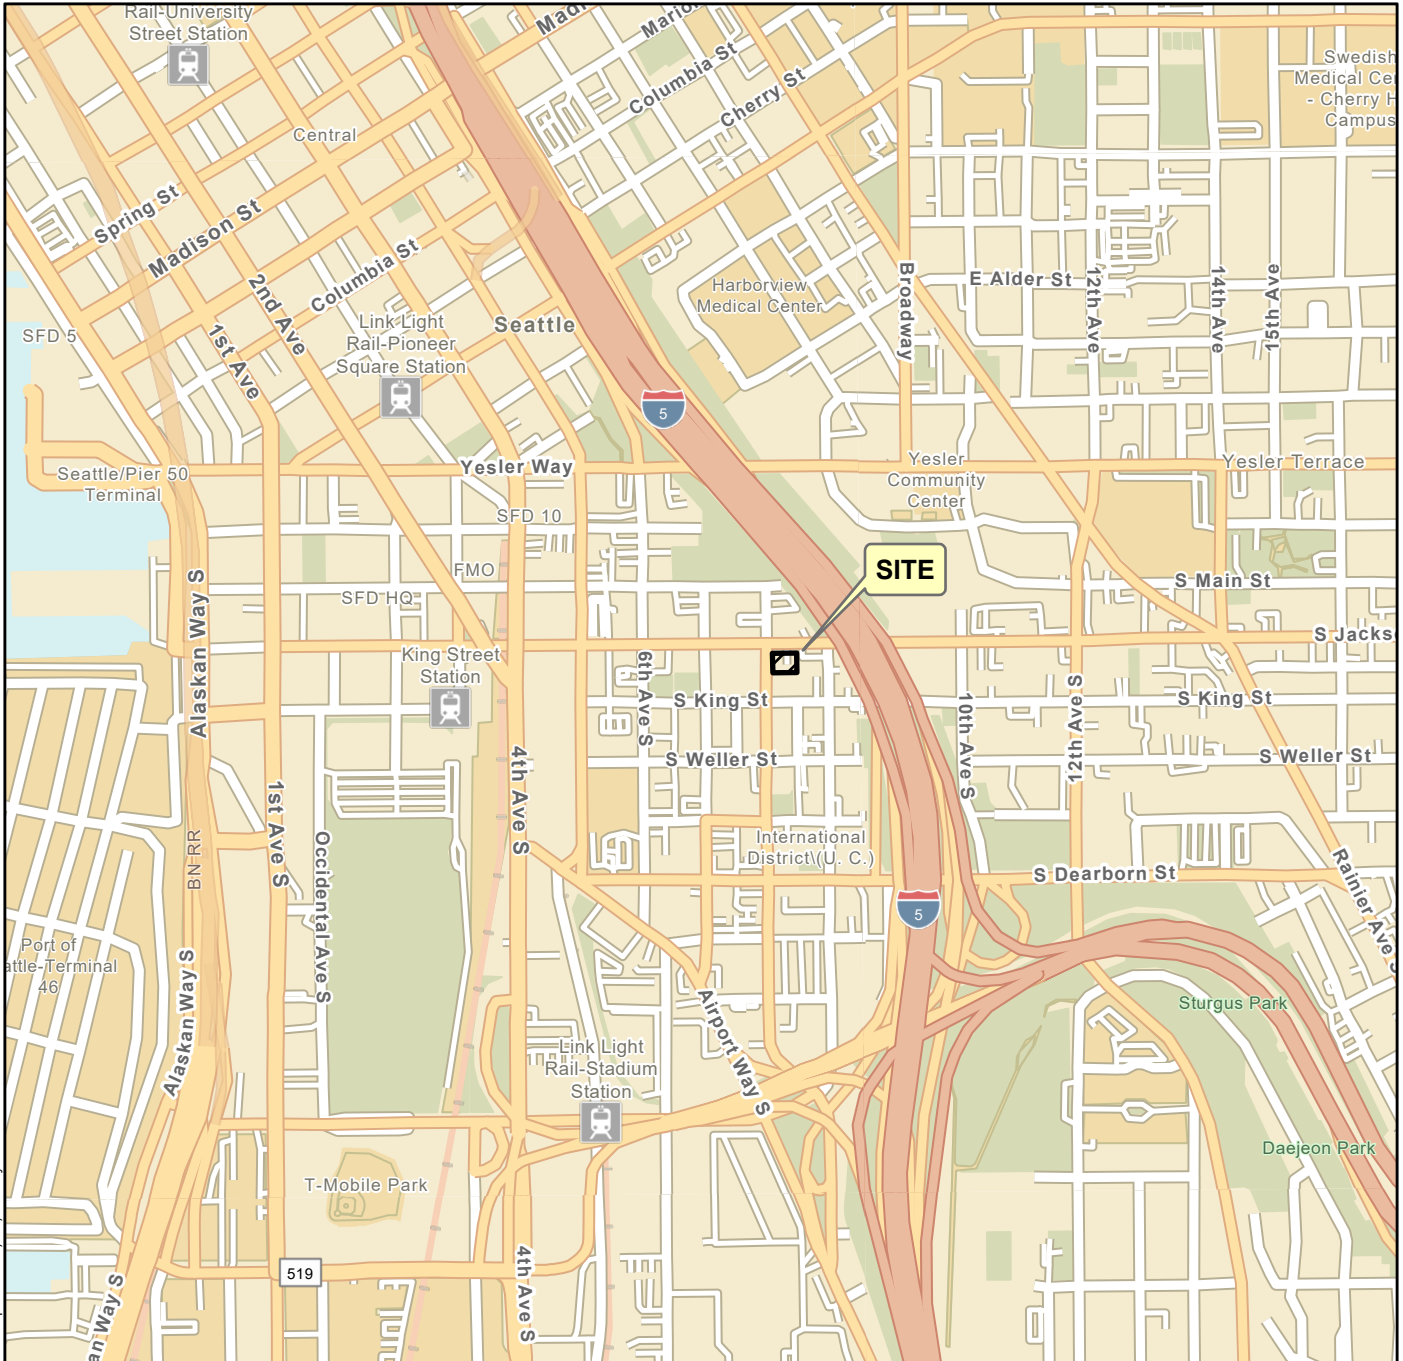 Rail-University
Street Station
Marion
Columbia St
Cherry St
Swedish
Medical Ce
- Cherry H
Campus
Central
Spring St
Madison St
Columbia St
2nd Ave
1st Ave
Harborview
Medical Center
Broadway
E Alder St
12th Ave
14th Ave
15th Ave
SFD 5
Link Light
Rail-Pioneer
Square Station
Seattle
5
Seattle/Pier 50
Terminal
Yesler Way
Yesler
Community
Center
Yesler Terrace
SFD 10
FMO
SFD HQ
SITE
S Main St
S Jacks
Alaskan Way S
King Street
Station
6th Ave S
S King St
10th Ave S
12th Ave S
S King St
S Weller St
S Weller St
4th Ave S
1st Ave S
Occidental Ave S
BN RR
International
District\(U. C.)
S Dearborn St
Rainier Ave S
5
Port of
attle-Terminal
46
Alaskan Way S
Airport Way S
Sturgus Park
Link Light
Rail-Stadium
Station
Daejeon Park
T-Mobile Park
519
4th Ave S
an Way S